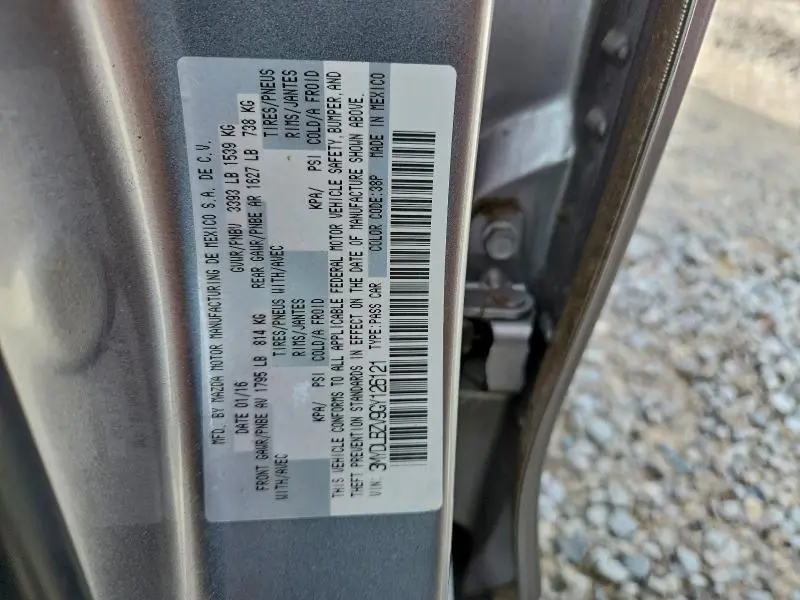 MFD. BY MAZDA MOTOR MANUFACTURING DE MEXICO S.A. DE C.V.
DATE 01/16 GVWR/PNBV 3393 LB 1539 KG
FRONT GAWR/PNBE AV 1795 LB 814 KG REAR GAWR/PNBE AR 1627 LB 738 KG
WITH/AVEC TIRES/PNEUS WITH/AVEC TIRES/PNEUS
RIMS/JANTES RIMS/JANTES
KPA/ PSI COLD/A FROID KPA/ PSI COLD/A FROID
THIS VEHICLE CONFORMS TO ALL APPLICABLE FEDERAL MOTOR VEHICLE SAFETY, BUMPER, AND
THEFT PREVENTION STANDARDS IN EFFECT ON THE DATE OF MANUFACTURE SHOWN ABOVE.
VIN: 3MYDLBZV9GY126121 TYPE:PASS CAR COLOR CODE:38P MADE IN MEXICO